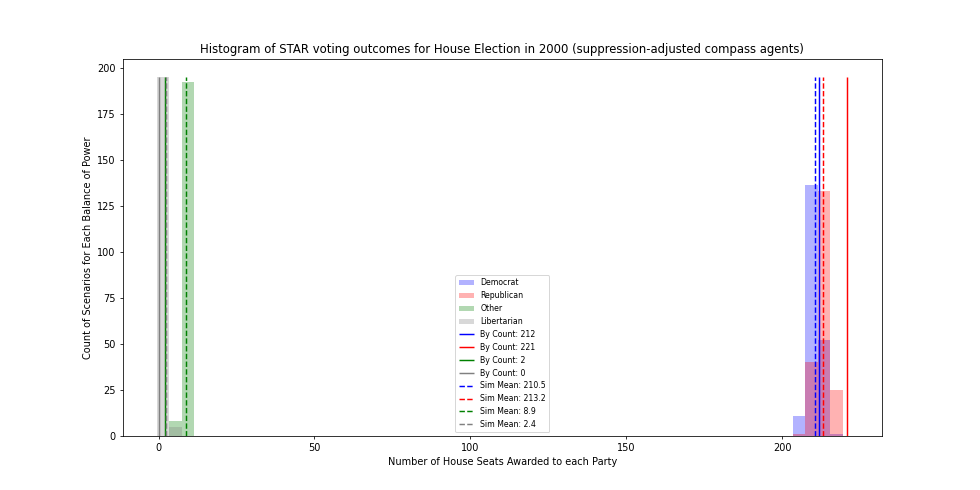 Histogram of STAR voting outcomes for House Election in 2000 (suppression-adjusted compass agents)
Count of Scenarios for Each Balance of Power
200
175
150
125
100
75
50
25
0
Democrat
Republican
Other
Libertarian
By Count: 212
By Count: 221
By Count: 2
By Count: 0
Sim Mean: 210.5
Sim Mean: 213.2
Sim Mean: 8.9
Sim Mean: 2.4
0
50
100
150
200
Number of House Seats Awarded to each Party